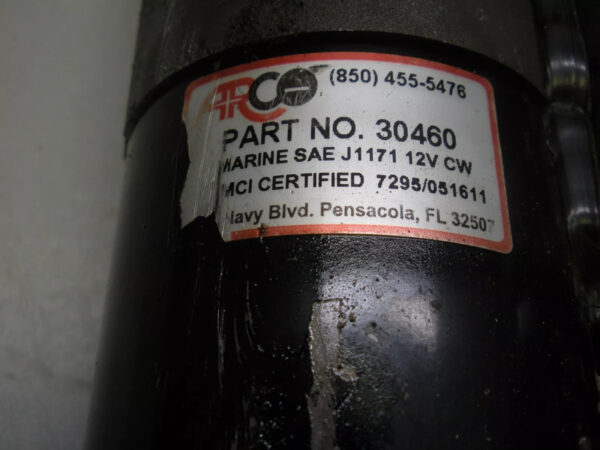 ARCO (850) 455-5476
PART NO. 30460
MARINE SAE J1171 12V CW
MCI CERTIFIED 7295/051611
Navy Blvd. Pensacola, FL 32507